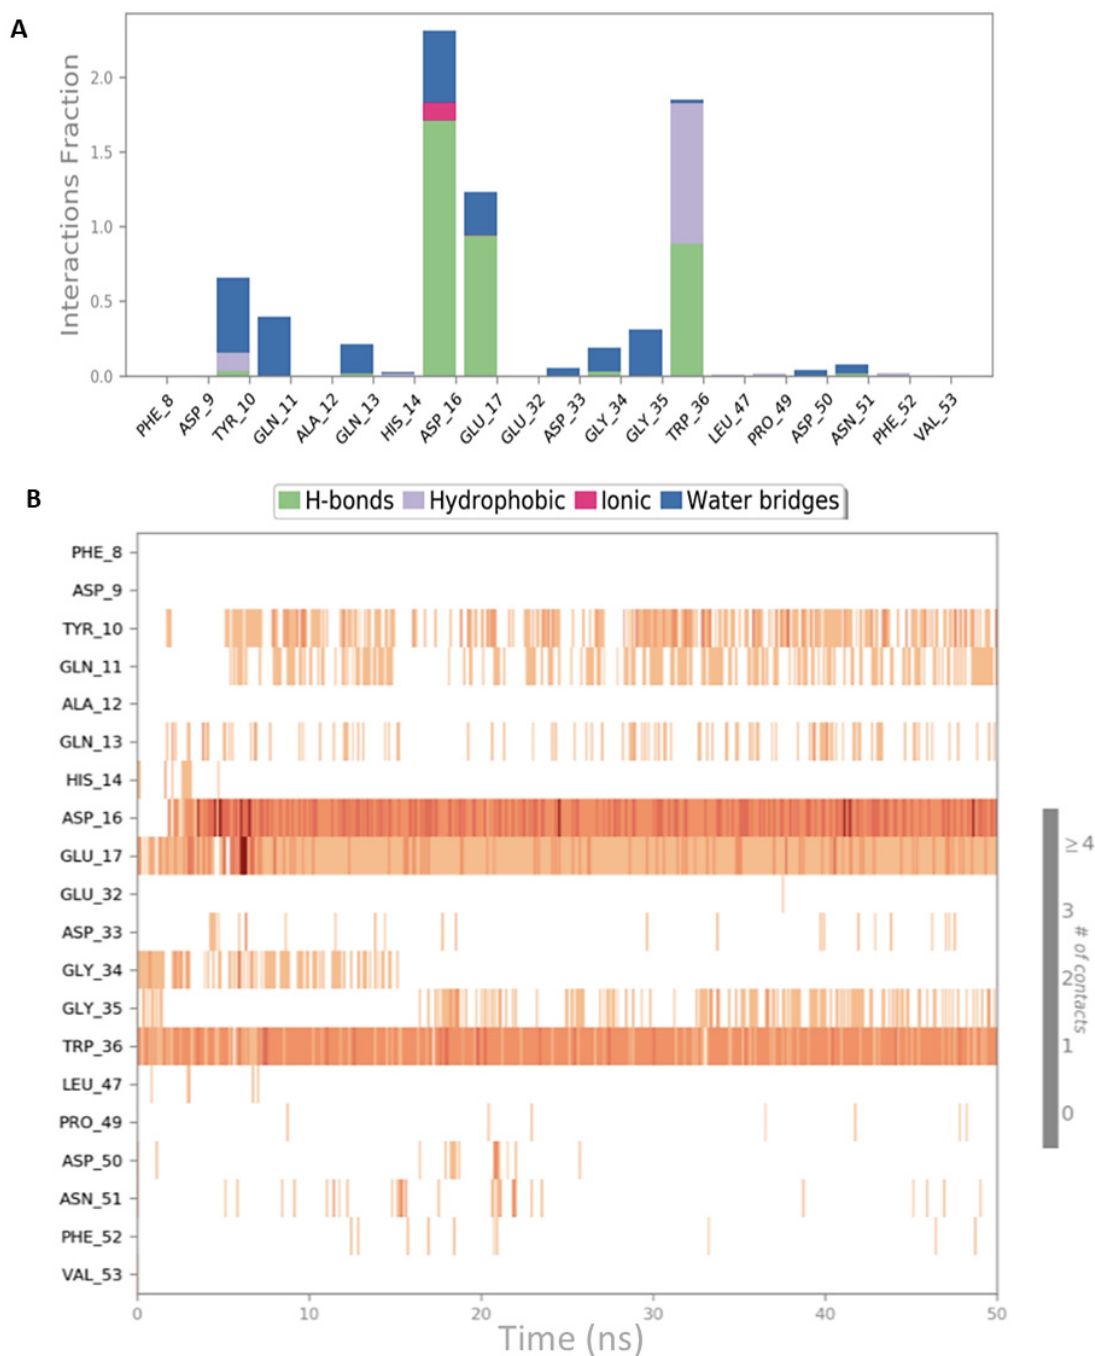 A
Interactions Fraction
2.0
1.5
1.0
0.5
0.0
PHE_8 ASP_9 TYR_10 GLN_11 ALA_12 GLN_13 HIS_14 ASP_16 GLU_17 GLU_32 ASP_33 GLY_34 GLY_35 TRP_36 LEU_47 PRO_49 ASP_50 ASN_51 PHE_52 VAL_53
B
H-bonds Hydrophobic Ionic Water bridges
PHE_8
ASP_9
TYR_10
GLN_11
ALA_12
GLN_13
HIS_14
ASP_16
GLU_17
GLU_32
ASP_33
GLY_34
GLY_35
TRP_36
LEU_47
PRO_49
ASP_50
ASN_51
PHE_52
VAL_53
≥4
3
2
1
0
# of contacts
0 10 20 30 40 50
Time (ns)